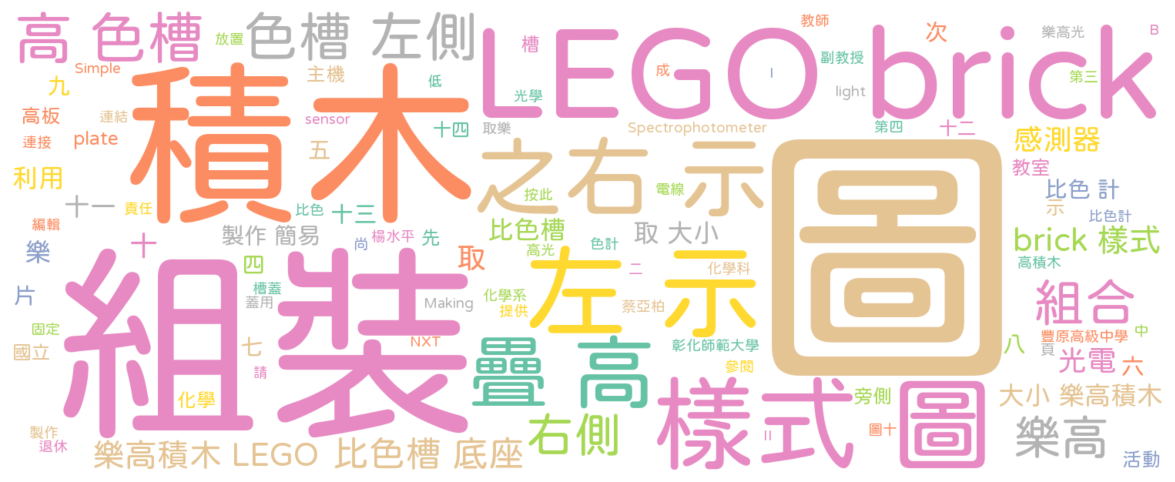 高 色槽
放置
色槽 左側
LEGO brick
槽
教師
次
樂高光
B
副教授
Simple
九
積木
主機
低
成
I
第三
光學
light
高板
連結
連接
plate
sensor
十四
取樂
Spectrophotometer
第四
十二
感測器
五
之右 示
圖
教室
利用
十一
責任
比色
十三
按此
電線
比色 計
示
比色計
編輯
楊水平
先
比色槽
取 大小
樂
十
製作 簡易
尚
高光
色計
brick 樣式
取
四
左 示
二
化學科
高積木
組裝
片
槽蓋
蓋用
Making
化學系
提供
蔡亞柏
組合
固定
NXT
疊 高
彰化師範大學
豐原高級中學
中
國立
七
八
頁
請
參閱
光電
六
化學
樣式 圖
旁側
大小 樂高積木
右側
製作
退休
II
圖十
樂高
樂高積木 LEGO
比色槽 底座
活動